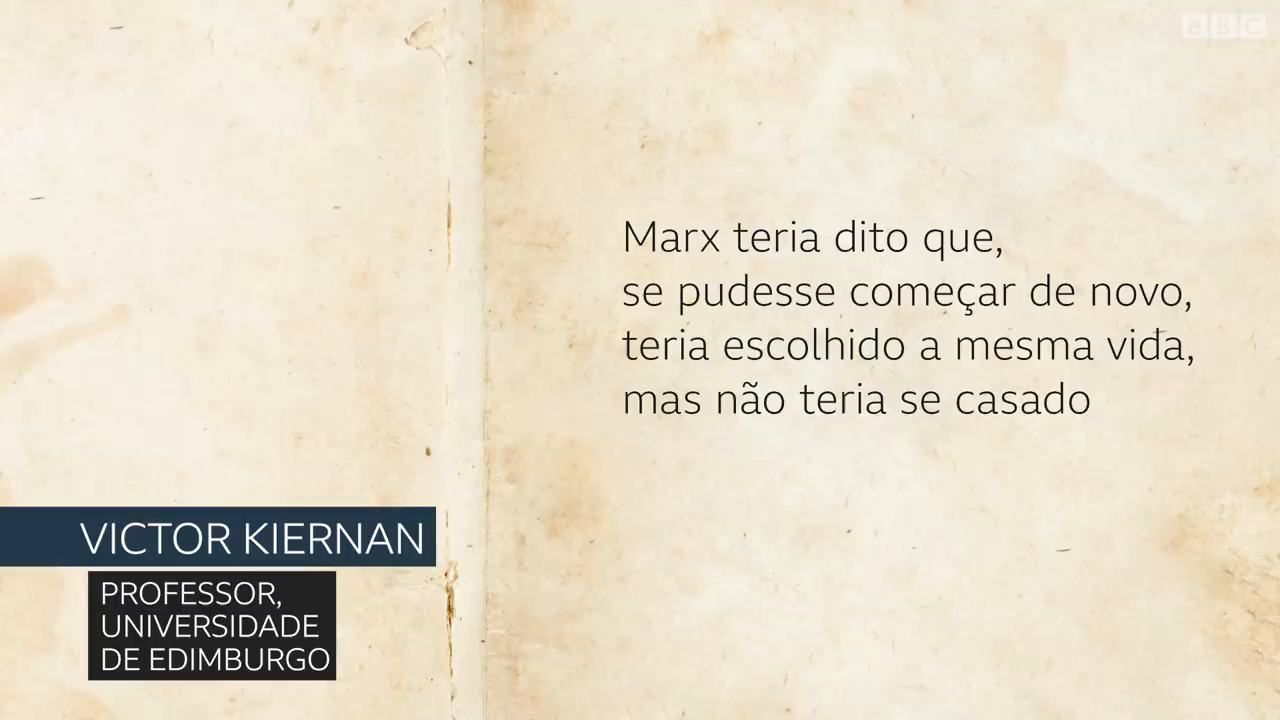 BBC
Marx teria dito que,
se pudesse começar de novo,
teria escolhido a mesma vida,
mas não teria se casado
VICTOR KIERNAN
PROFESSOR,
UNIVERSIDADE
DE EDIMBURGO